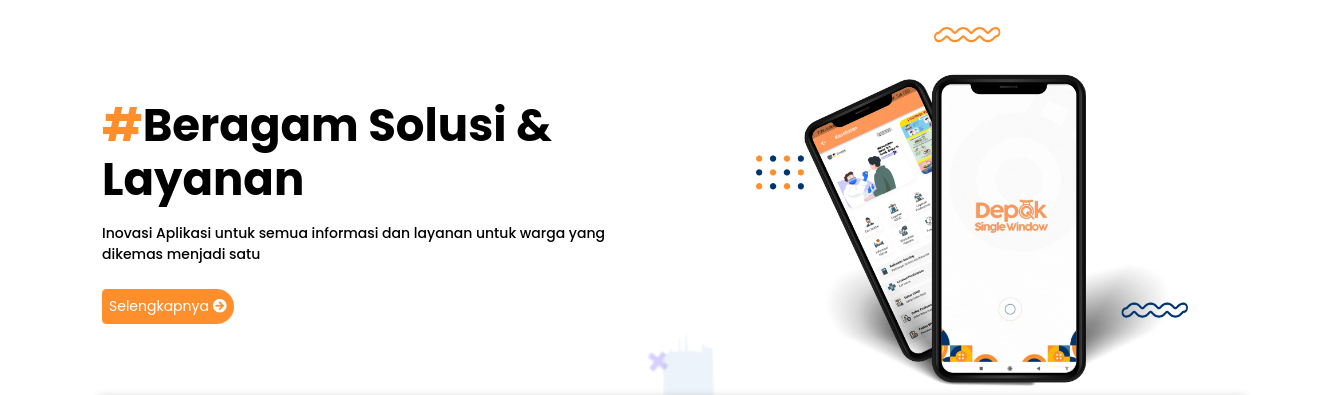 #Beragam Solusi &
Layanan
Inovasi Aplikasi untuk semua informasi dan layanan untuk warga yang
dikemas menjadi satu
Selengkapnya
Depok
Single Window